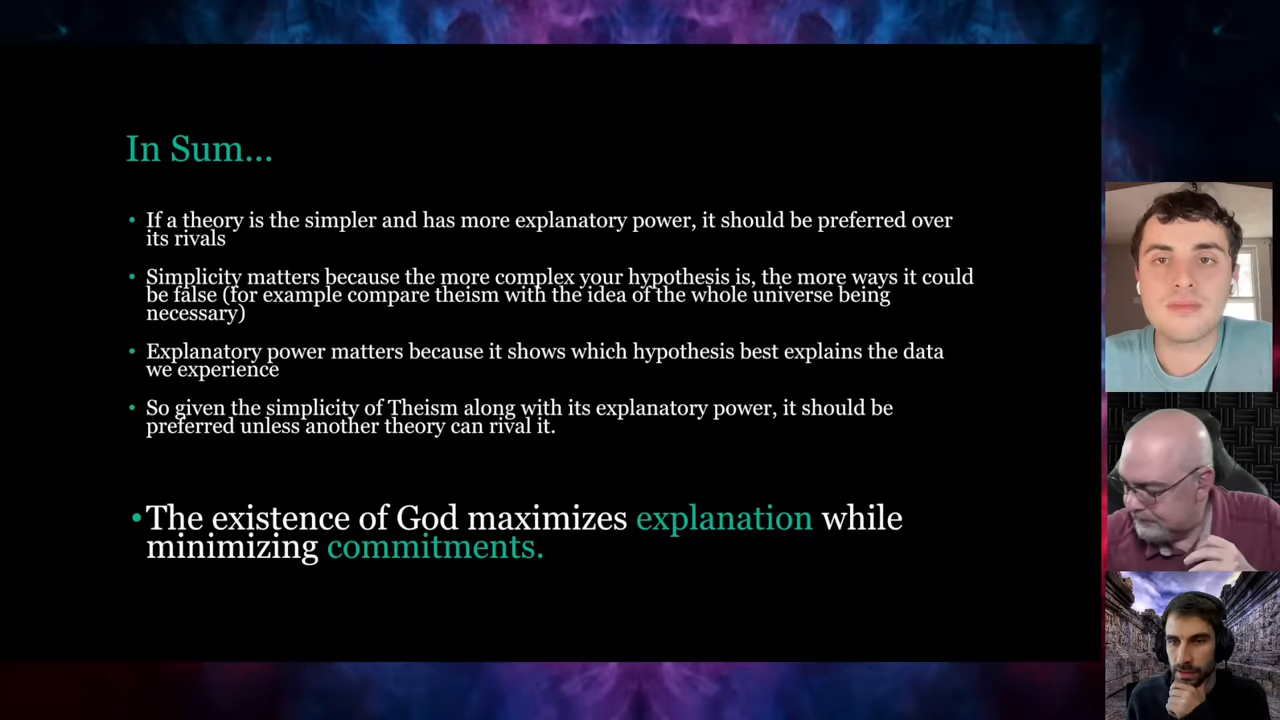 In Sum...
• If a theory is the simpler and has more explanatory power, it should be preferred over
its rivals
• Simplicity matters because the more complex your hypothesis is, the more ways it could
be false (for example compare theism with the idea of the whole universe being
necessary)
• Explanatory power matters because it shows which hypothesis best explains the data
we experience
• So given the simplicity of Theism along with its explanatory power, it should be
preferred unless another theory can rival it.
• The existence of God maximizes explanation while
minimizing commitments.